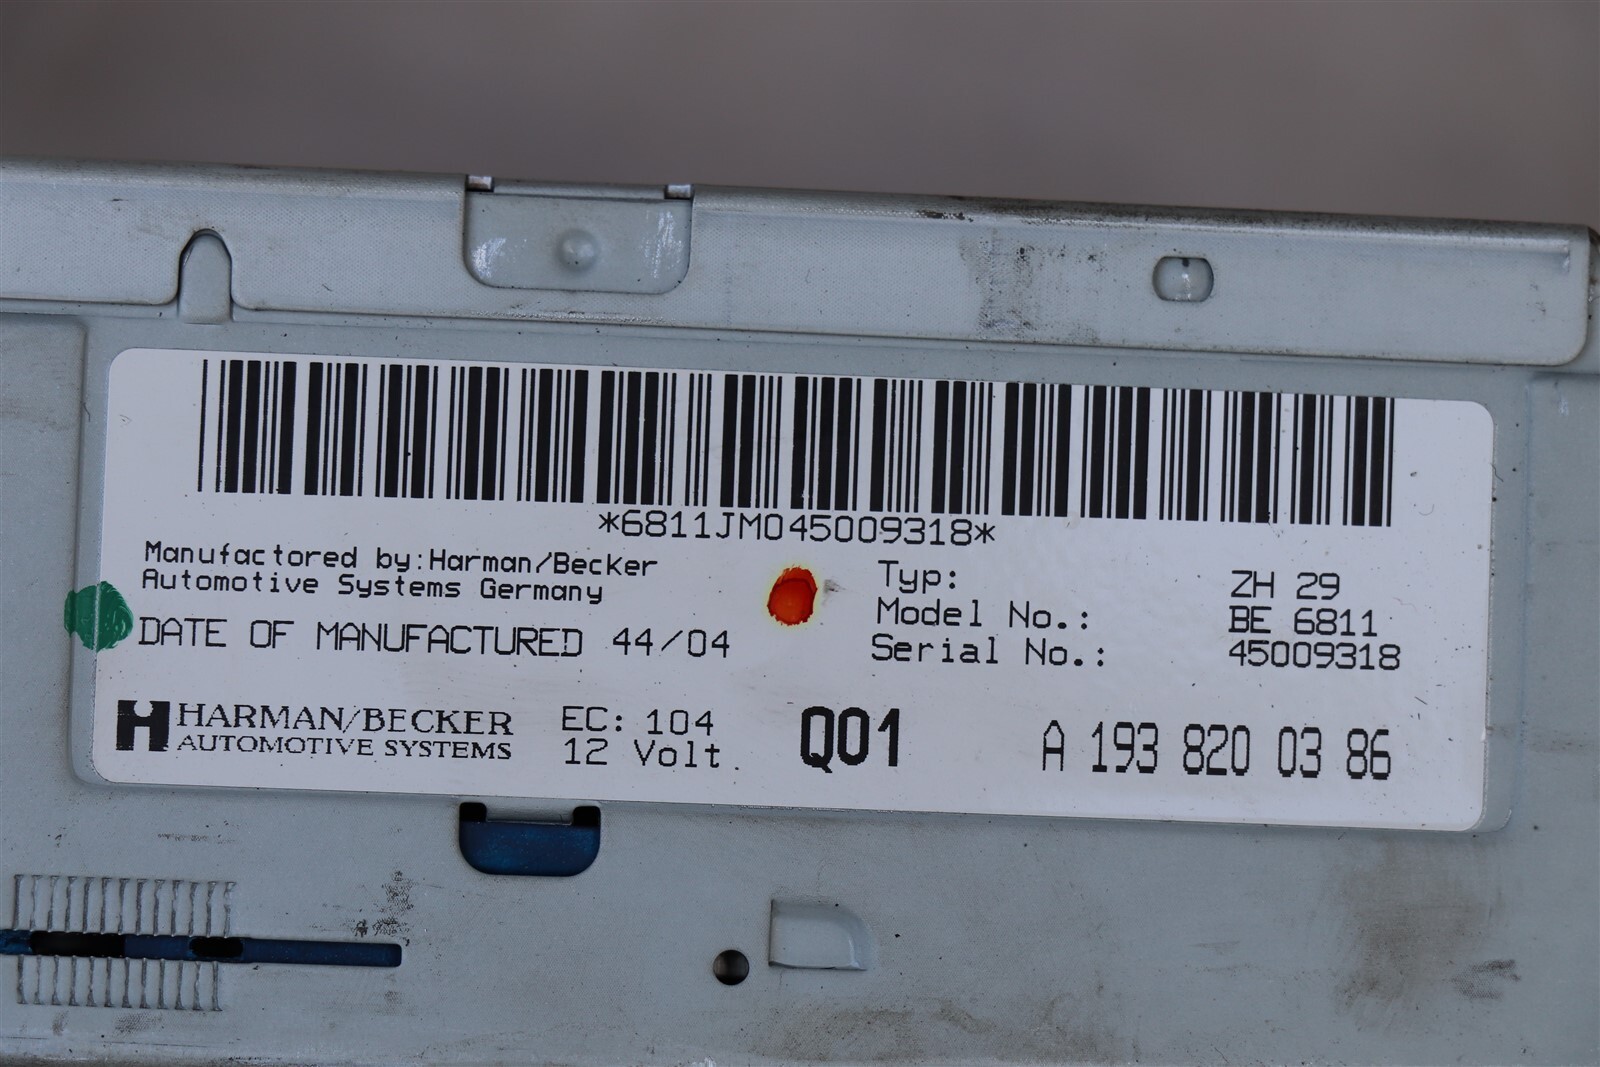 *6811JM045009318*
Manufactored by:Harman/Becker
Automotive Systems Germany
DATE OF MANUFACTURED 44/04
Typ: ZH 29
Model No.: BE 6811
Serial No.: 45009318
HARMAN/BECKER
AUTOMOTIVE SYSTEMS
EC: 104
12 Volt
Q01
A 193 820 03 86